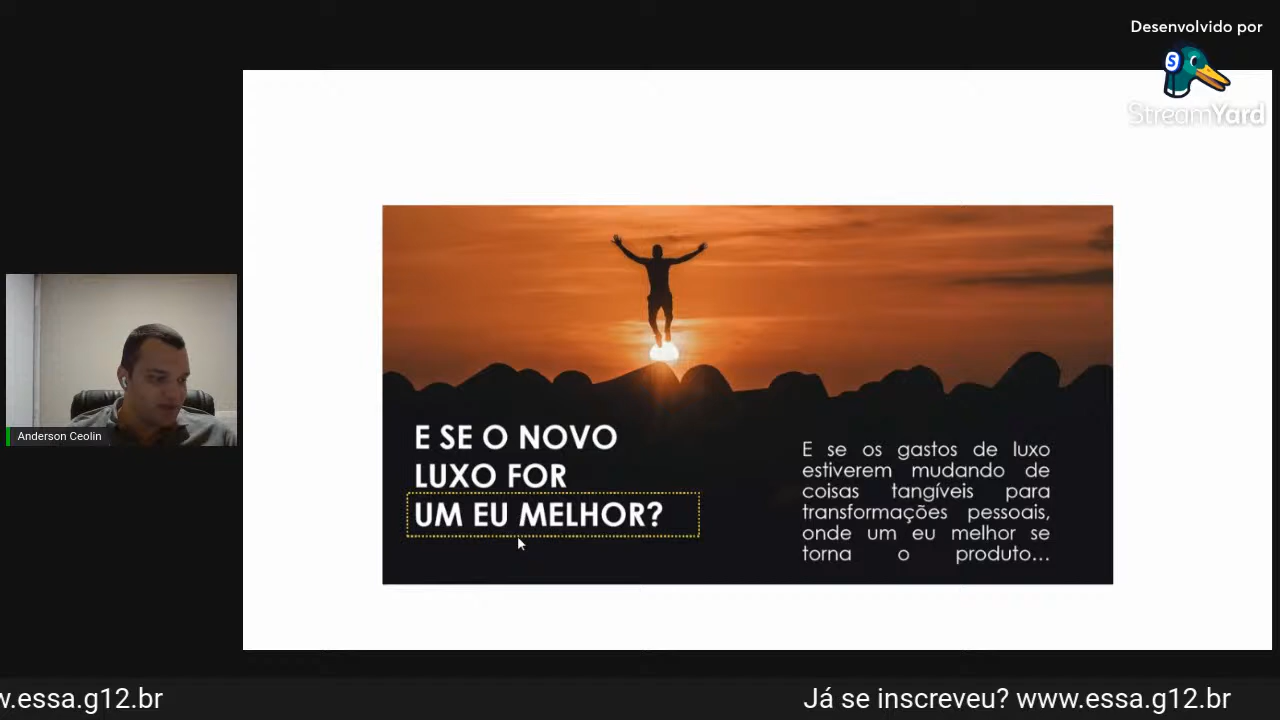 Desenvolvido por
S
StreamYard
Anderson Ceolin
E SE O NOVO
LUXO FOR
UM EU MELHOR?
E se os gastos de luxo
estiverem mudando de
coisas tangíveis para
transformações pessoais,
onde um eu melhor se
torna o produto...
w.essa.g12.br
Já se inscreveu? www.essa.g12.br